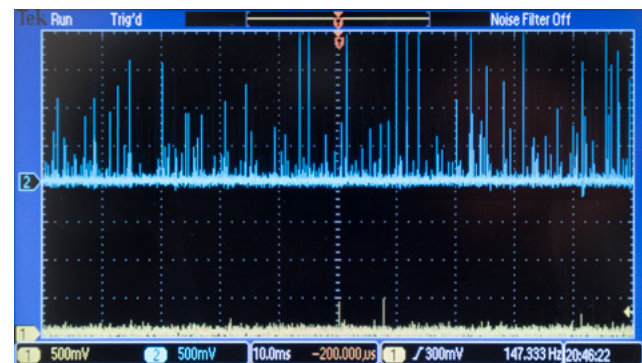 Tek Run Trig'd Noise Filter Off
T
T
2
1
1 500mV 2 500mV 10.0ms -200.000µs 1 ∫ 300mV 147.333 Hz 20:46:22